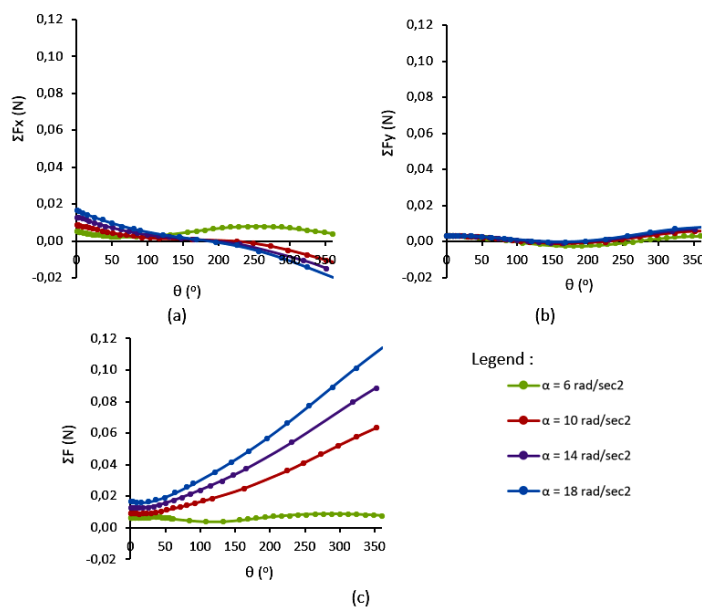 0,12
0,10
0,08
0,06
0,04
0,02
0,00
-0,02
ΣFx (N)
0 50 100 150 200 250 300 350
θ (º)
(a)
0,12
0,10
0,08
0,06
0,04
0,02
0,00
-0,02
ΣFy (N)
0 50 100 150 200 250 300 350
θ (º)
(b)
0,12
0,10
0,08
0,06
0,04
0,02
0,00
-0,02
ΣF (N)
0 50 100 150 200 250 300 350
θ (º)
(c)
Legend :
α = 6 rad/sec2
α = 10 rad/sec2
α = 14 rad/sec2
α = 18 rad/sec2